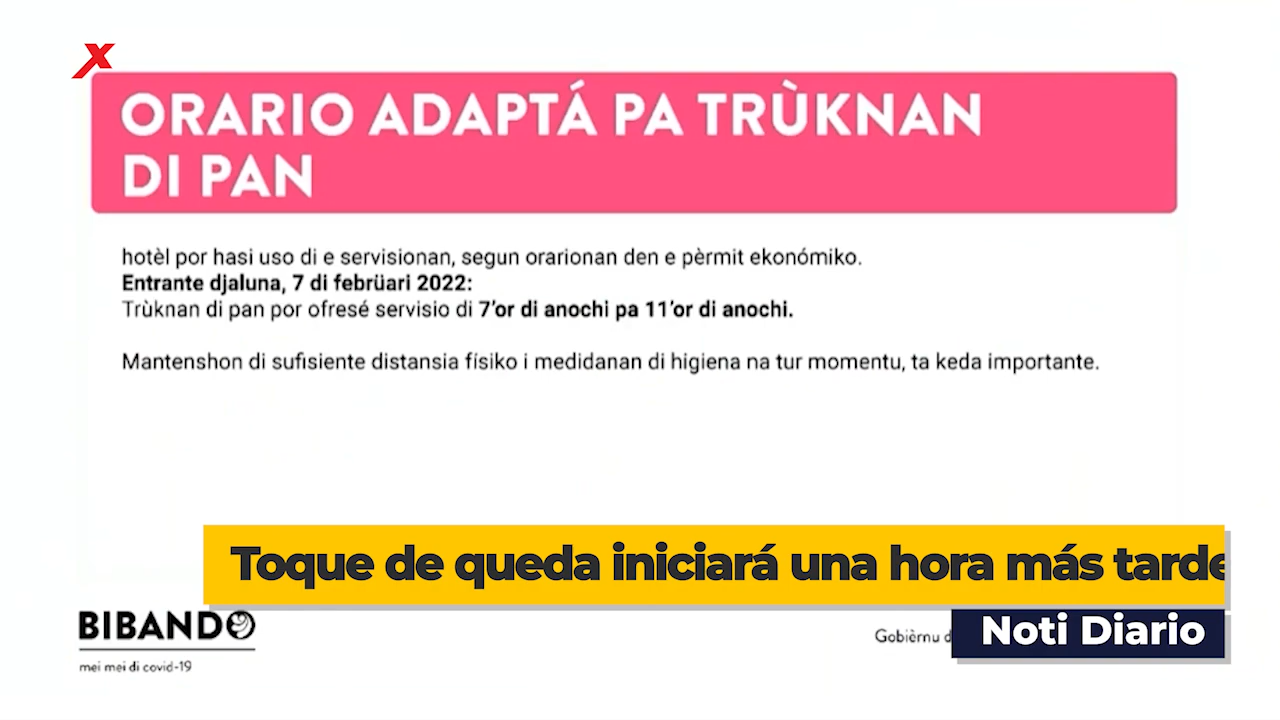 X
ORARIO ADAPTÁ PA TRÙKNAN
DI PAN
hotèl por hasi uso di e servisionan, segun orarionan den e pèrmit ekonómiko.
Entrante djaluna, 7 di febrüari 2022:
Trùknan di pan por ofresé servisio di 7’or di anochi pa 11’or di anochi.
Mantenshon di sufisiente distansia físiko i medidanan di higiena na tur momentu, ta keda importante.
Toque de queda iniciará una hora más tarde
BIBANDO
Gobièrnu
Noti Diario
mei mei di covid-19